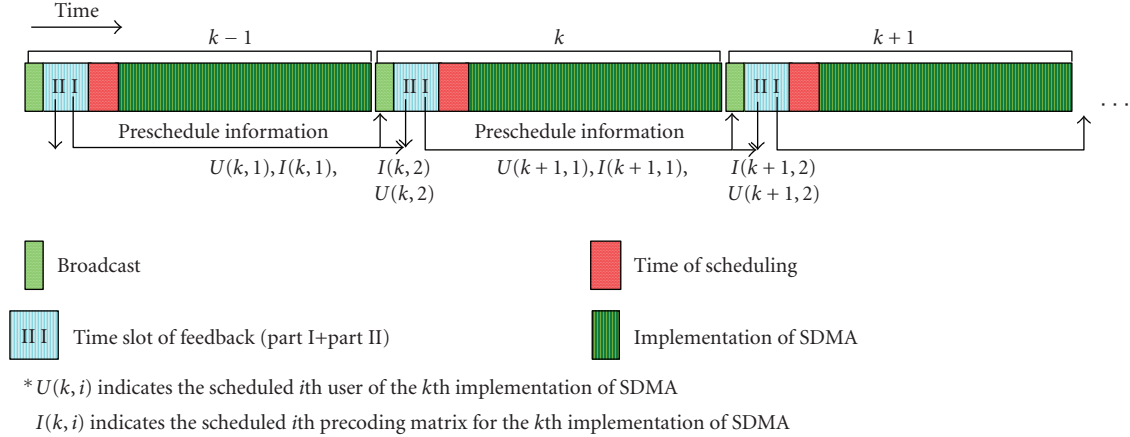 Time
k − 1 k k + 1
II I II I II I
. . .
Preschedule information Preschedule information
U(k, 1), I(k, 1), I(k, 2) U(k + 1, 1), I(k + 1, 1), I(k + 1, 2)
U(k, 2) U(k + 1, 2)
Broadcast Time of scheduling
II I Time slot of feedback (part I+part II) Implementation of SDMA
* U(k, i) indicates the scheduled ith user of the kth implementation of SDMA
I(k, i) indicates the scheduled ith precoding matrix for the kth implementation of SDMA